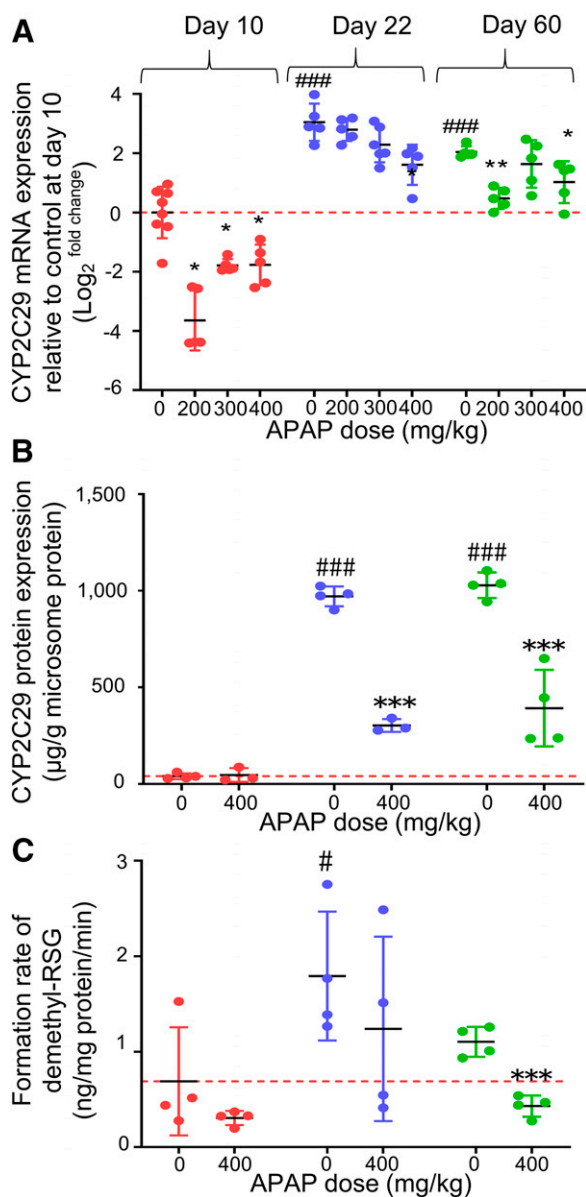 A
Day 10 Day 22 Day 60
CYP2C29 mRNA expression
relative to control at day 10
(Log2 fold change)
4
2
0
-2
-4
-6
* * * ### * ### ** *
0 200 300 400 0 200 300 400 0 200 300 400
APAP dose (mg/kg)
B
CYP2C29 protein expression
(µg/g microsome protein)
1,500
1,000
500
0
### *** ### ***
0 400 0 400 0 400
APAP dose (mg/kg)
C
Formation rate of
demethyl-RSG
(ng/mg protein/min)
3
2
1
0
# ***
0 400 0 400 0 400
APAP dose (mg/kg)